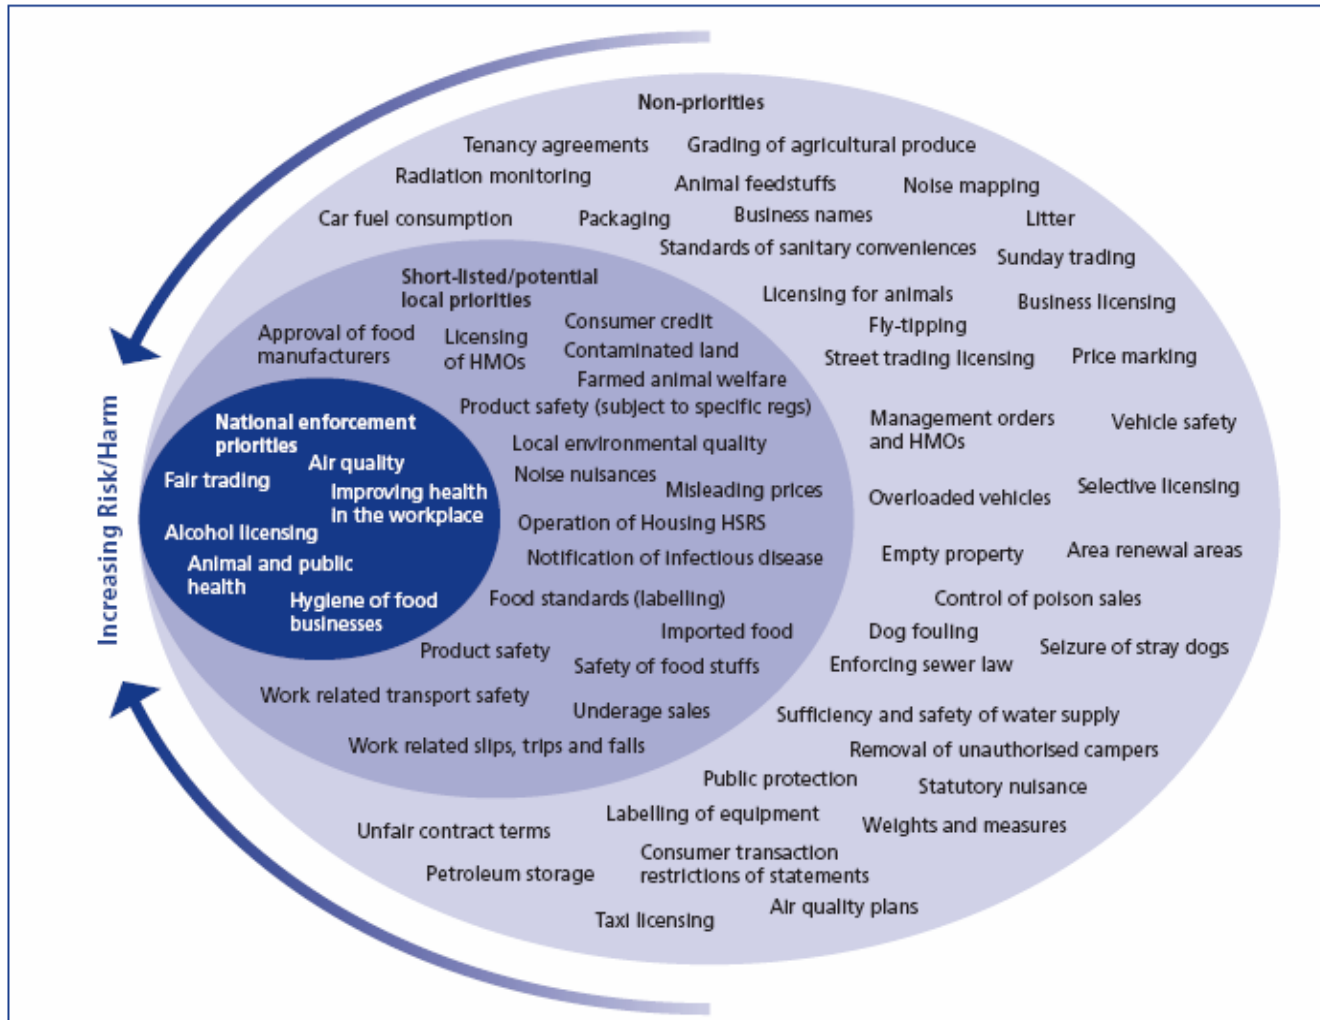 Non-priorities
Tenancy agreements
Grading of agricultural produce
Radiation monitoring
Animal feedstuffs
Noise mapping
Car fuel consumption
Packaging
Business names
Litter
Standards of sanitary conveniences
Sunday trading
Licensing for animals
Business licensing
Fly-tipping
Street trading licensing
Price marking
Management orders
and HMOs
Vehicle safety
Overloaded vehicles
Selective licensing
Empty property
Area renewal areas
Control of poison sales
Dog fouling
Seizure of stray dogs
Enforcing sewer law
Sufficiency and safety of water supply
Removal of unauthorised campers
Public protection
Statutory nuisance
Labelling of equipment
Weights and measures
Unfair contract terms
Consumer transaction
restrictions of statements
Petroleum storage
Air quality plans
Taxi licensing
Short-listed/potential
local priorities
Approval of food
manufacturers
Licensing
of HMOs
Consumer credit
Contaminated land
Farmed animal welfare
Product safety (subject to specific regs)
Local environmental quality
Noise nuisances
Misleading prices
Operation of Housing HSRS
Notification of infectious disease
Food standards (labelling)
Imported food
Product safety
Safety of food stuffs
Work related transport safety
Underage sales
Work related slips, trips and falls
National enforcement
priorities
Air quality
Fair trading
Improving health
in the workplace
Alcohol licensing
Animal and public
health
Hygiene of food
businesses
Increasing Risk/Harm